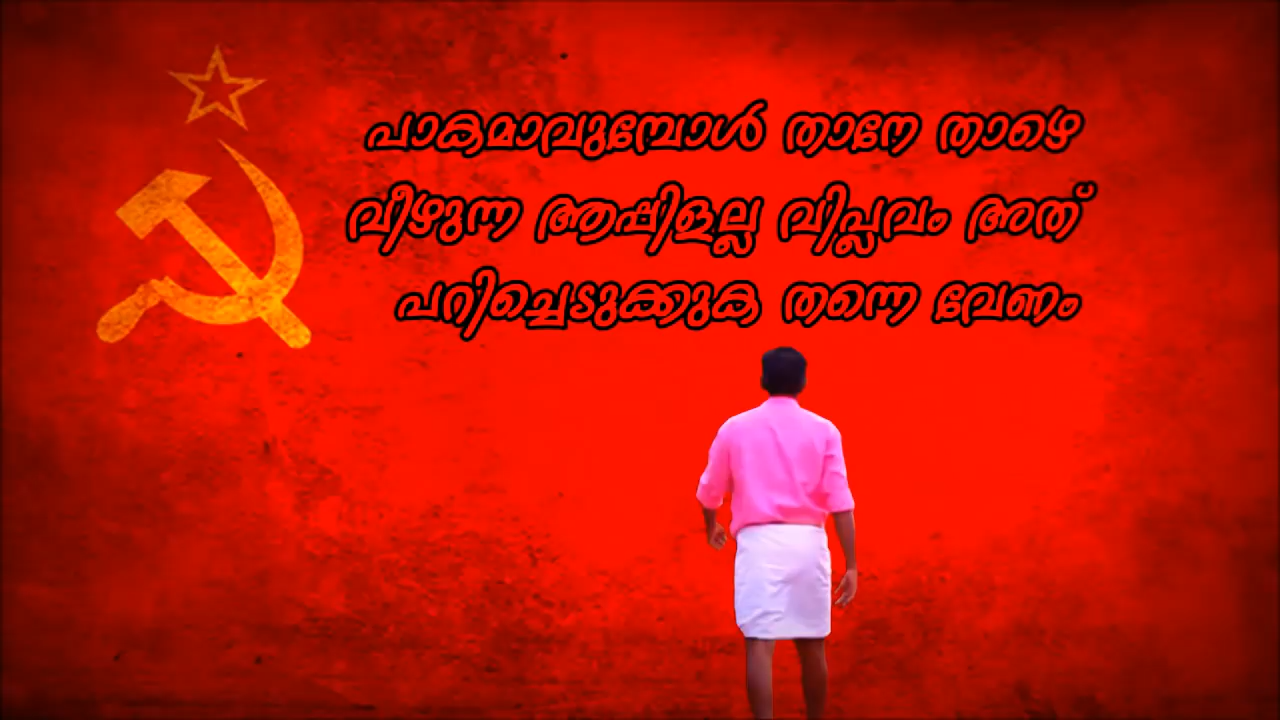 പാകമാവുമ്പോൾ താനേ താഴെ
വീഴുന്ന ആപ്പിളല്ല വിപ്ലവം അത്
പറിച്ചെടുക്കുക തന്നെ വേണം